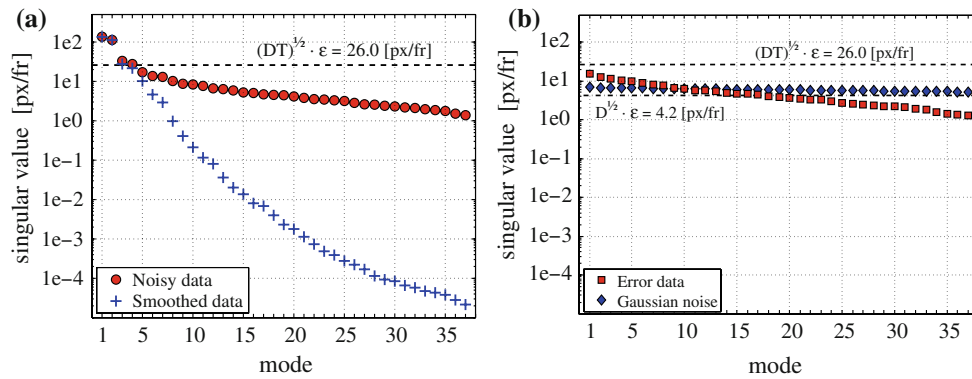 (a)
singular value [px/fr]
1e2
1e1
1e0
1e−1
1e−2
1e−3
1e−4
(DT)^½ · ε = 26.0 [px/fr]
Noisy data
Smoothed data
1 5 10 15 20 25 30 35
mode
(b)
singular value [px/fr]
1e2
1e1
1e0
1e−1
1e−2
1e−3
1e−4
(DT)^½ · ε = 26.0 [px/fr]
D^½ · ε = 4.2 [px/fr]
Error data
Gaussian noise
1 5 10 15 20 25 30 35
mode